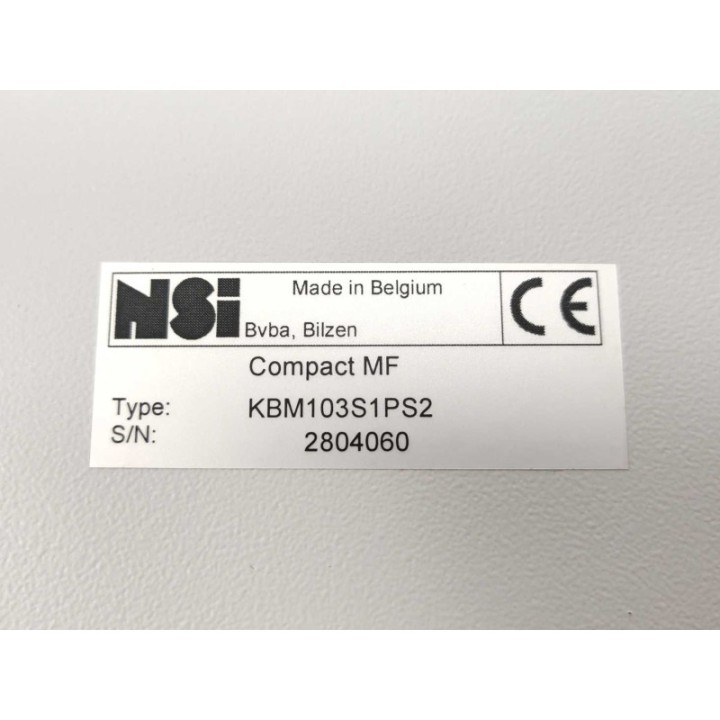 NSi
Made in Belgium
Bvba, Bilzen
CE
Compact MF
Type: KBM103S1PS2
S/N: 2804060